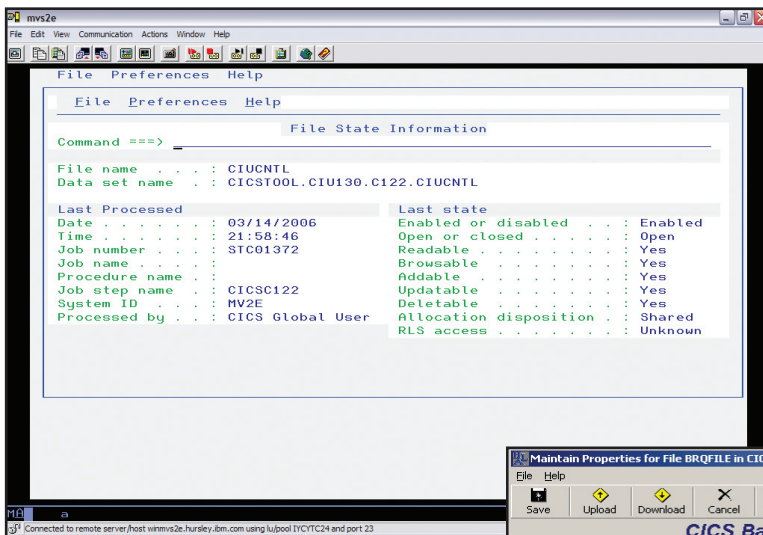 mvs2e
File Edit View Communication Actions Window Help
File Preferences Help
File Preferences Help
File State Information
Command ===>
File name . . . : CIUCNTL
Data set name . : CICSTOOL.CIU130.C122.CIUCNTL
Last Processed
Date . . . . . . : 03/14/2006
Time . . . . . . : 21:58:46
Job number . . . : STC01372
Job name . . . . :
Procedure name . :
Job step name . : CICSC122
System ID . . . : MV2E
Processed by . . : CICS Global User
Last state
Enabled or disabled . . : Enabled
Open or closed . . . . . : Open
Readable . . . . . . . . : Yes
Browsable . . . . . . . : Yes
Addable . . . . . . . . : Yes
Updatable . . . . . . . : Yes
Deletable . . . . . . . : Yes
Allocation disposition . : Shared
RLS access . . . . . . . : Unknown
MA a
Connected to remote server/host winmvs2e.hursley.ibm.com using lu/pool IYCYTC24 and port 23
Maintain Properties for File BRQFILE in CIC
File Help
Save Upload Download Cancel
CICS Ba